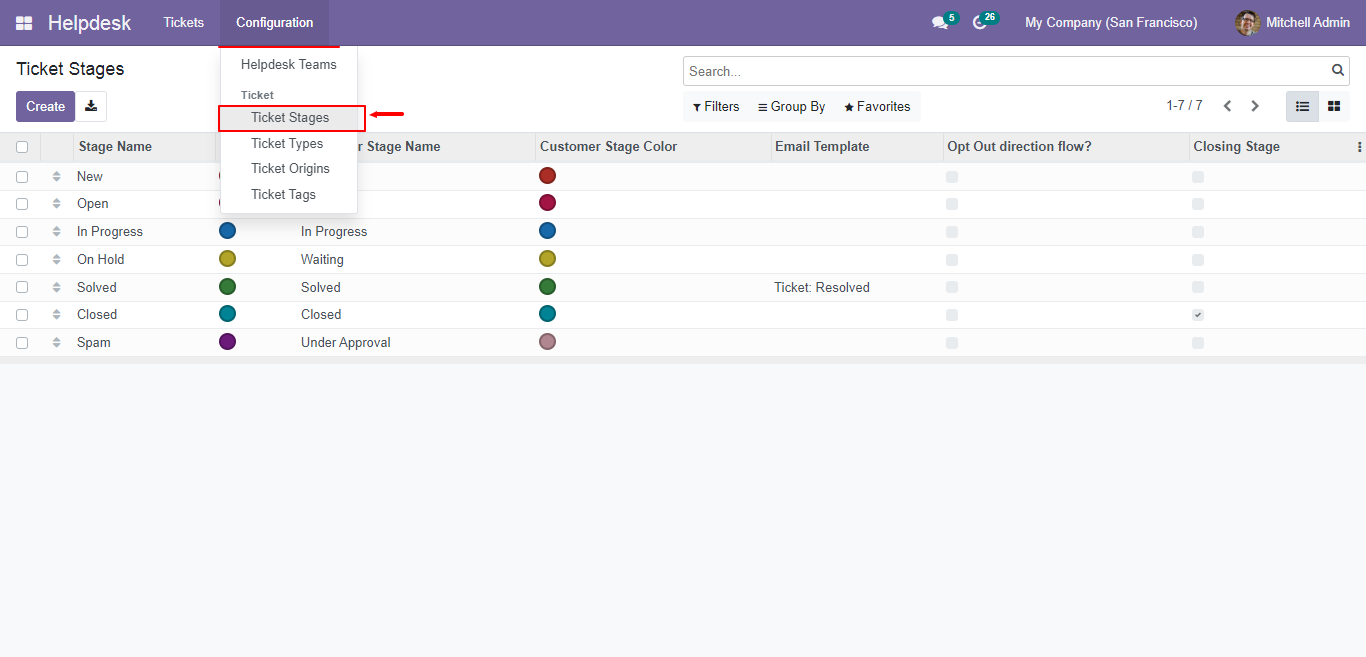 Helpdesk Tickets Configuration 5 26 My Company (San Francisco) Mitchell Admin
Ticket Stages
Search...
Create
Filters Group By Favorites 1-7 / 7
Helpdesk Teams
Ticket
Ticket Stages
Ticket Types
Ticket Origins
Ticket Tags
Stage Name Stage Name Customer Stage Color Email Template Opt Out direction flow? Closing Stage
New
Open
In Progress In Progress
On Hold Waiting
Solved Solved Ticket: Resolved
Closed Closed
Spam Under Approval